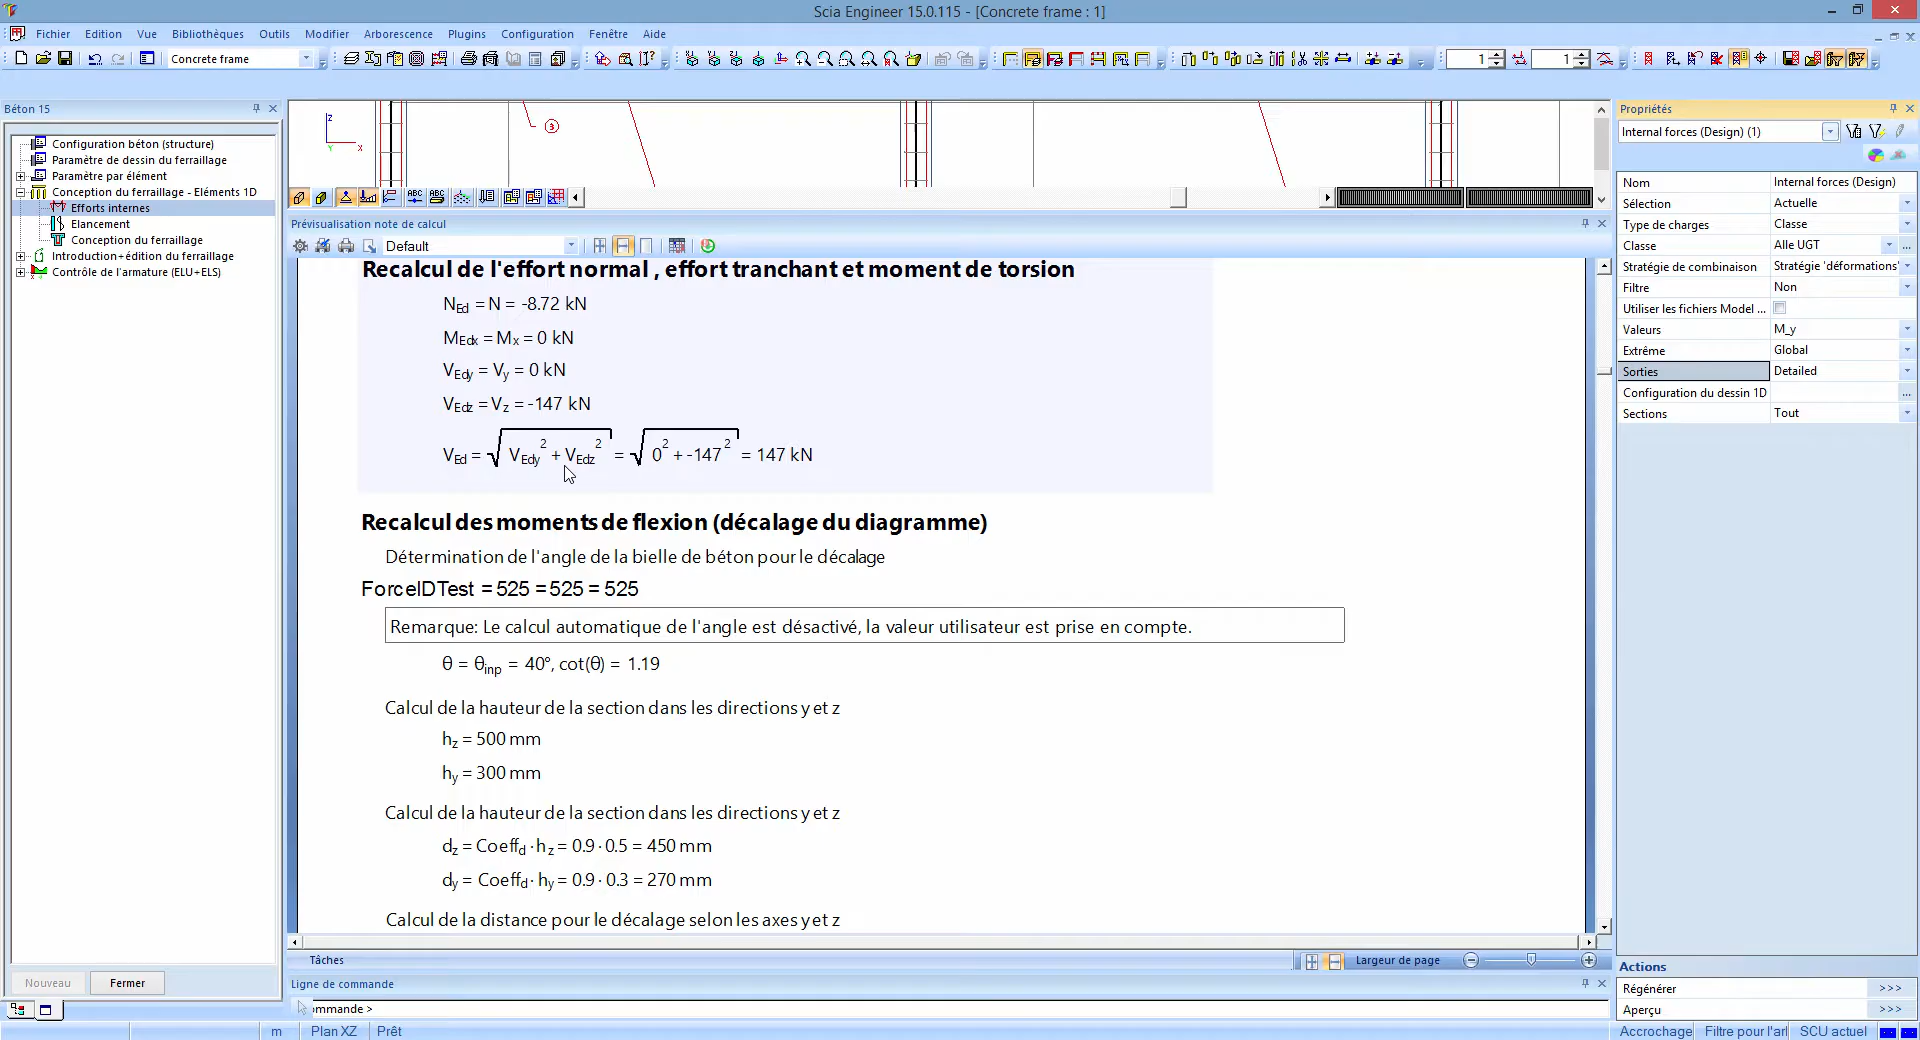 Scia Engineer 15.0.115 - [Concrete frame : 1]
Fichier Edition Vue Bibliothèques Outils Modifier Arborescence Plugins Configuration Fenêtre Aide
Concrete frame 1 1
Béton 15
Configuration béton (structure)
Paramètre de dessin du ferraillage
Paramètre par élément
Conception du ferraillage - Eléments 1D
Efforts internes
Elancement
Conception du ferraillage
Introduction+édition du ferraillage
Contrôle de l'armature (ELU+ELS)
Nouveau Fermer
z
x
Y
3
Prévisualisation note de calcul
Default
Recalcul de l'effort normal , effort tranchant et moment de torsion
NEd = N = -8.72 kN
MEdx = Mx = 0 kN
VEdy = Vy = 0 kN
VEdz = Vz = -147 kN
VEd = √(VEdy² + VEdz²) = √(0² + -147²) = 147 kN
Recalcul des moments de flexion (décalage du diagramme)
Détermination de l'angle de la bielle de béton pour le décalage
ForceIDTest = 525 = 525 = 525
Remarque: Le calcul automatique de l'angle est désactivé, la valeur utilisateur est prise en compte.
θ = θinp = 40°, cot(θ) = 1.19
Calcul de la hauteur de la section dans les directions y et z
hz = 500 mm
hy = 300 mm
Calcul de la hauteur de la section dans les directions y et z
dz = Coeffd · hz = 0.9 · 0.5 = 450 mm
dy = Coeffd · hy = 0.9 · 0.3 = 270 mm
Calcul de la distance pour le décalage selon les axes y et z
Tâches
Largeur de page
Ligne de commande
ommande >
Propriétés
Internal forces (Design) (1)
Nom Internal forces (Design)
Sélection Actuelle
Type de charges Classe
Classe Alle UGT ...
Stratégie de combinaison Stratégie 'déformations'
Filtre Non
Utiliser les fichiers Model ...
Valeurs M_y
Extrême Global
Sorties Detailed
Configuration du dessin 1D ...
Sections Tout
Actions
Régénérer >>>
Aperçu >>>
m Plan XZ Prêt Accrochage Filtre pour l'arl SCU actuel